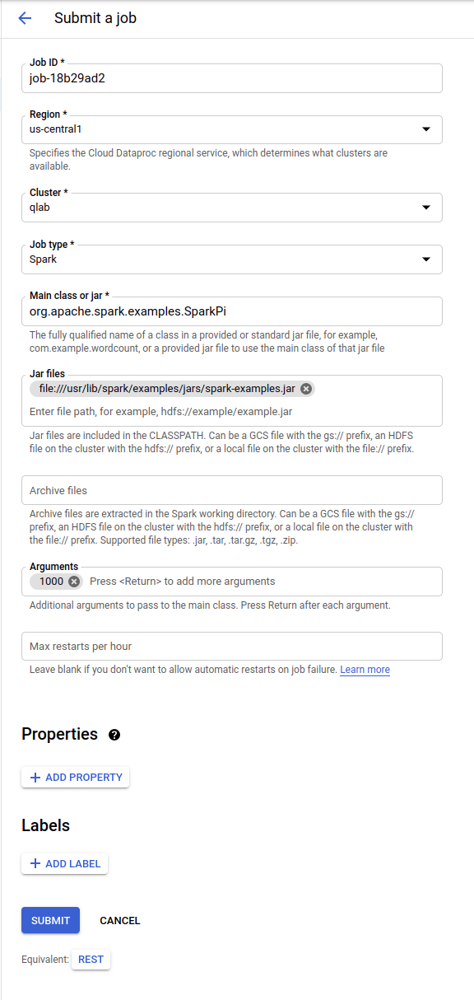 Submit a job
Job ID *
job-18b29ad2
Region *
us-central1
Specifies the Cloud Dataproc regional service, which determines what clusters are
available.
Cluster *
qlab
Job type *
Spark
Main class or jar *
org.apache.spark.examples.SparkPi
The fully qualified name of a class in a provided or standard jar file, for example,
com.example.wordcount, or a provided jar file to use the main class of that jar file
Jar files
file:///usr/lib/spark/examples/jars/spark-examples.jar
Enter file path, for example, hdfs://example/example.jar
Jar files are included in the CLASSPATH. Can be a GCS file with the gs:// prefix, an HDFS
file on the cluster with the hdfs:// prefix, or a local file on the cluster with the file:// prefix.
Archive files
Archive files are extracted in the Spark working directory. Can be a GCS file with the gs://
prefix, an HDFS file on the cluster with the hdfs:// prefix, or a local file on the cluster with
the file:// prefix. Supported file types: .jar, .tar, .tar.gz, .tgz, .zip.
Arguments
1000 Press <Return> to add more arguments
Additional arguments to pass to the main class. Press Return after each argument.
Max restarts per hour
Leave blank if you don't want to allow automatic restarts on job failure. Learn more
Properties ?
+ ADD PROPERTY
Labels
+ ADD LABEL
SUBMIT CANCEL
Equivalent: REST